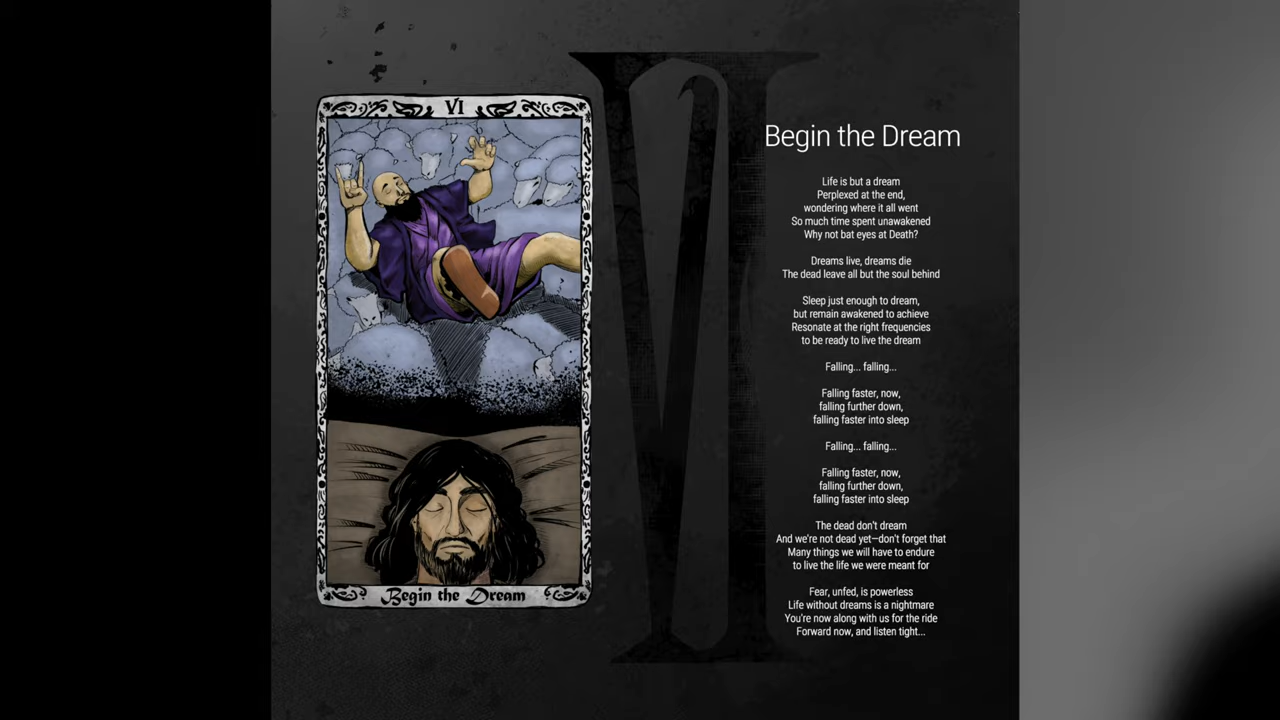 VI
Begin the Dream
VI
Begin the Dream
Life is but a dream
Perplexed at the end,
wondering where it all went
So much time spent unawakened
Why not bat eyes at Death?
Dreams live, dreams die
The dead leave all but the soul behind
Sleep just enough to dream,
but remain awakened to achieve
Resonate at the right frequencies
to be ready to live the dream
Falling... falling...
Falling faster, now,
falling further down,
falling faster into sleep
Falling... falling...
Falling faster, now,
falling further down,
falling faster into sleep
The dead don't dream
And we're not dead yet—don't forget that
Many things we will have to endure
to live the life we were meant for
Fear, unfed, is powerless
Life without dreams is a nightmare
You're now along with us for the ride
Forward now, and listen tight...